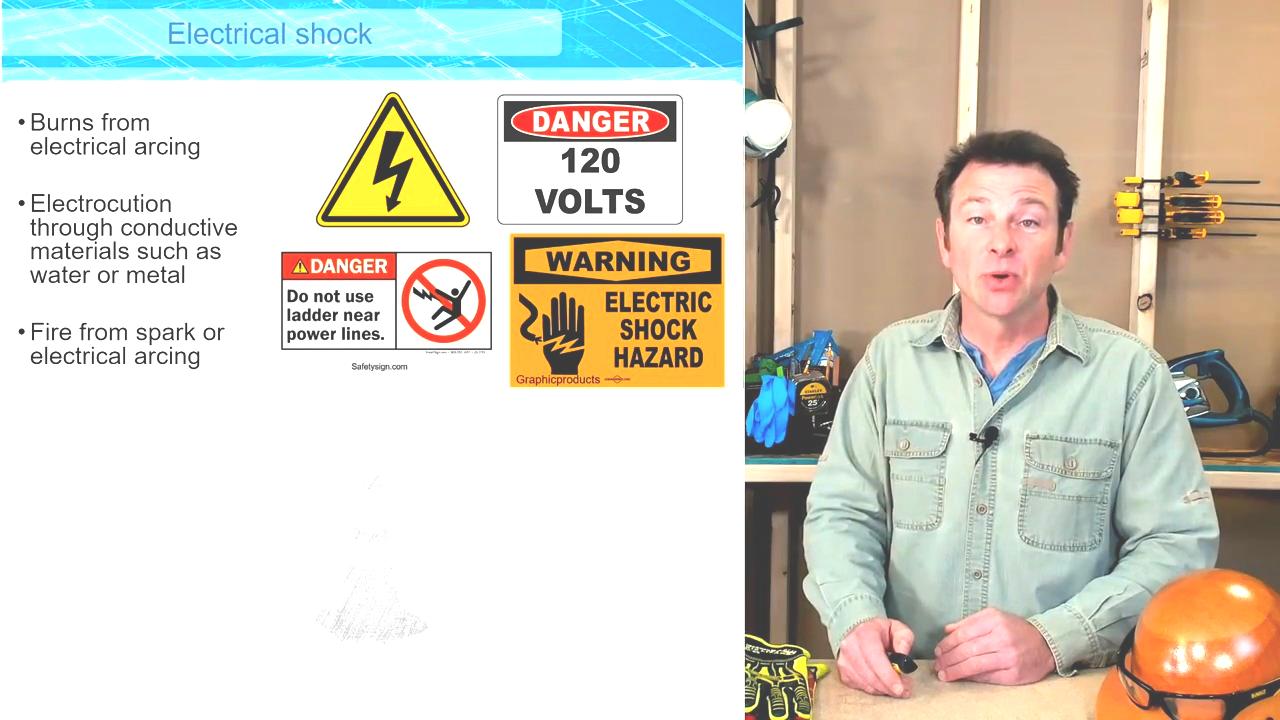 Electrical shock
•Burns from
electrical arcing
•Electrocution
through conductive
materials such as
water or metal
•Fire from spark or
electrical arcing
DANGER
120
VOLTS
DANGER
Do not use
ladder near
power lines.
Safetysign.com
WARNING
ELECTRIC
SHOCK
HAZARD
Graphicproducts
STANLEY
25'